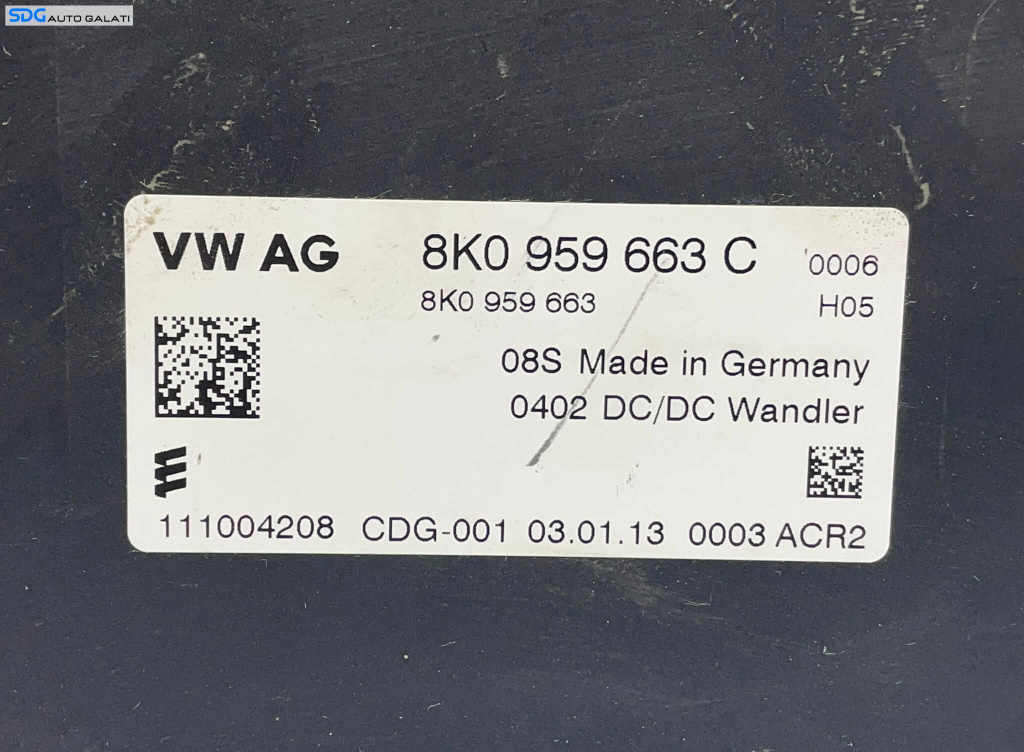 SDG AUTO GALATI
VW AG 8K0 959 663 C 0006
8K0 959 663 H05
08S Made in Germany
0402 DC/DC Wandler
111004208 CDG-001 03.01.13 0003 ACR2